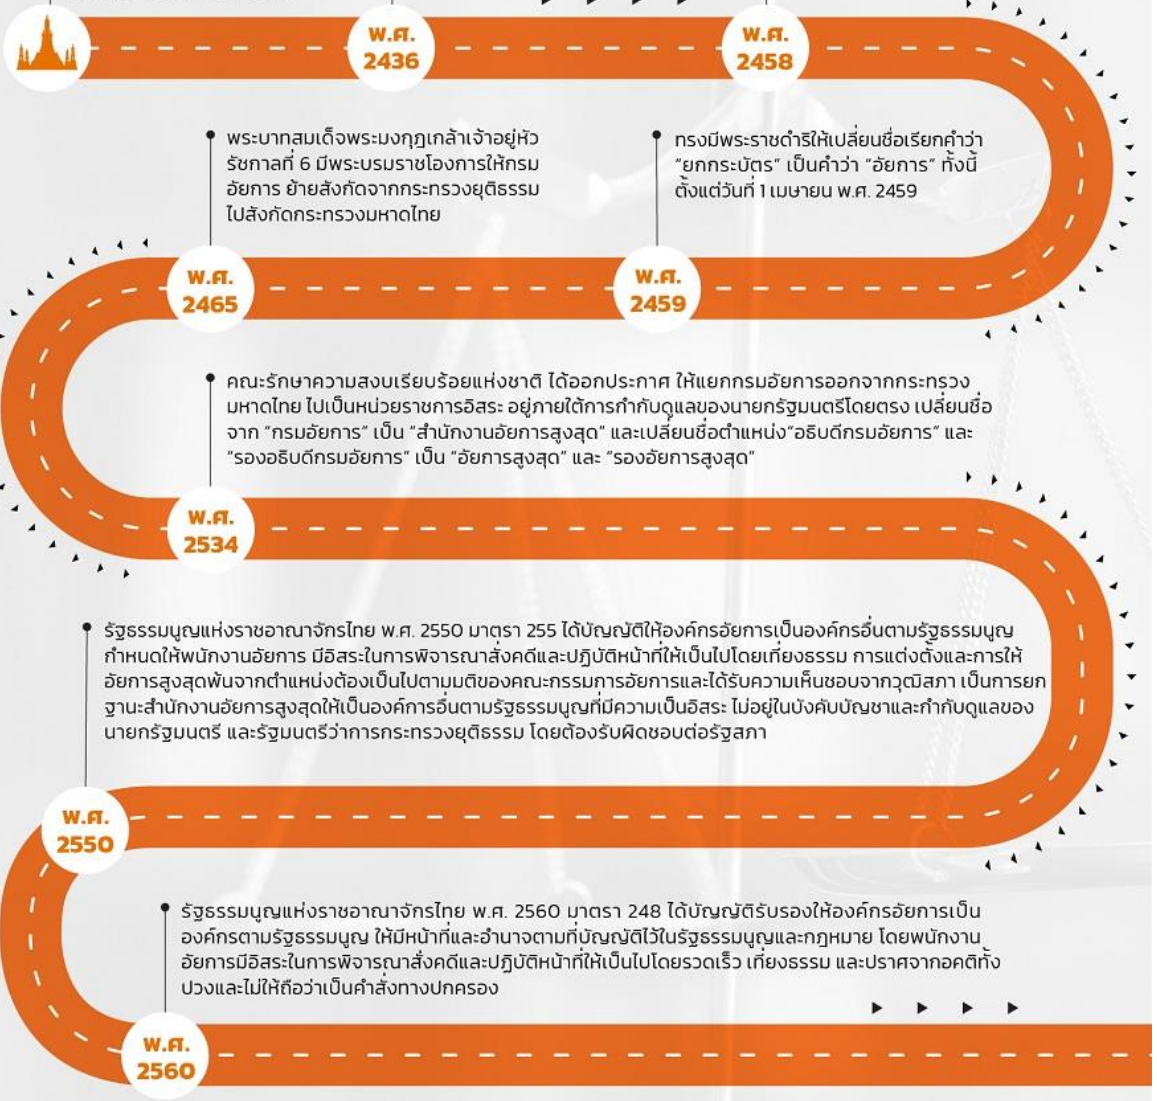 พ.ศ.
2436
พ.ศ.
2458
ทรงมีพระราชดำริให้เปลี่ยนชื่อเรียกคำว่า
"ยกกระบัตร" เป็นคำว่า "อัยการ" ทั้งนี้
ตั้งแต่วันที่ 1 เมษายน พ.ศ. 2459
พ.ศ.
2459
พระบาทสมเด็จพระมงกุฎเกล้าเจ้าอยู่หัว
รัชกาลที่ 6 มีพระบรมราชโองการให้กรม
อัยการ ย้ายสังกัดจากกระทรวงยุติธรรม
ไปสังกัดกระทรวงมหาดไทย
พ.ศ.
2465
คณะรักษาความสงบเรียบร้อยแห่งชาติ ได้ออกประกาศ ให้แยกกรมอัยการออกจากกระทรวง
มหาดไทย ไปเป็นหน่วยราชการอิสระ อยู่ภายใต้การกำกับดูแลของนายกรัฐมนตรีโดยตรง เปลี่ยนชื่อ
จาก "กรมอัยการ" เป็น "สำนักงานอัยการสูงสุด" และเปลี่ยนชื่อตำแหน่ง"อธิบดีกรมอัยการ" และ
"รองอธิบดีกรมอัยการ" เป็น "อัยการสูงสุด" และ "รองอัยการสูงสุด"
พ.ศ.
2534
รัฐธรรมนูญแห่งราชอาณาจักรไทย พ.ศ. 2550 มาตรา 255 ได้บัญญัติให้องค์กรอัยการเป็นองค์กรอื่นตามรัฐธรรมนูญ
กำหนดให้พนักงานอัยการ มีอิสระในการพิจารณาสั่งคดีและปฏิบัติหน้าที่ให้เป็นไปโดยเที่ยงธรรม การแต่งตั้งและการให้
อัยการสูงสุดพ้นจากตำแหน่งต้องเป็นไปตามมติของคณะกรรมการอัยการและได้รับความเห็นชอบจากวุฒิสภา เป็นการยก
ฐานะสำนักงานอัยการสูงสุดให้เป็นองค์การอื่นตามรัฐธรรมนูญที่มีความเป็นอิสระ ไม่อยู่ในบังคับบัญชาและกำกับดูแลของ
นายกรัฐมนตรี และรัฐมนตรีว่าการกระทรวงยุติธรรม โดยต้องรับผิดชอบต่อรัฐสภา
พ.ศ.
2550
รัฐธรรมนูญแห่งราชอาณาจักรไทย พ.ศ. 2560 มาตรา 248 ได้บัญญัติรับรองให้องค์กรอัยการเป็น
องค์กรตามรัฐธรรมนูญ ให้มีหน้าที่และอำนาจตามที่บัญญัติไว้ในรัฐธรรมนูญและกฎหมาย โดยพนักงาน
อัยการมีอิสระในการพิจารณาสั่งคดีและปฏิบัติหน้าที่ให้เป็นไปโดยรวดเร็ว เที่ยงธรรม และปราศจากอคติทั้ง
ปวงและไม่ให้ถือว่าเป็นคำสั่งทางปกครอง
พ.ศ.
2560